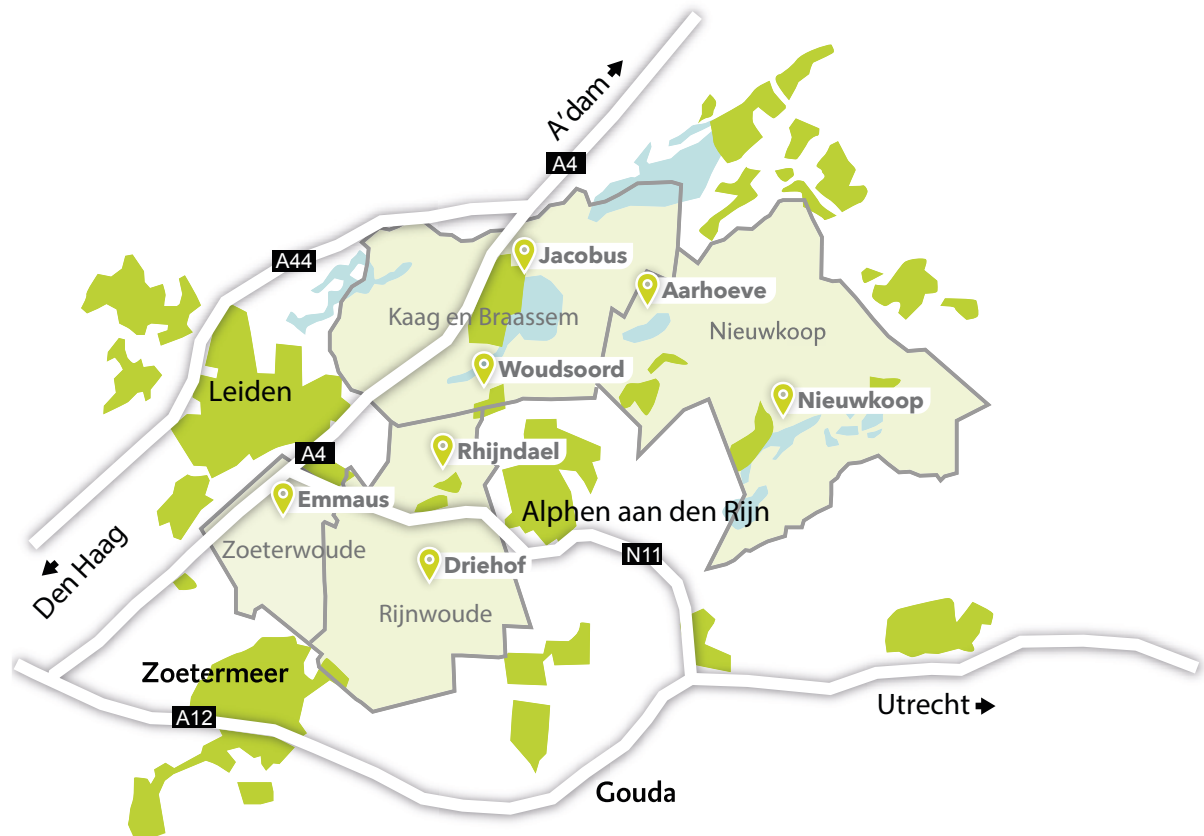 A'dam
A4
Jacobus
A44
Aarhoeve
Kaag en Braassem
Nieuwkoop
Woudsoord
Leiden
Nieuwkoop
A4
Rhijndael
Emmaus
Alphen aan den Rijn
Zoeterwoude
N11
Driehof
Den Haag
Rijnwoude
Zoetermeer
Utrecht
A12
Gouda